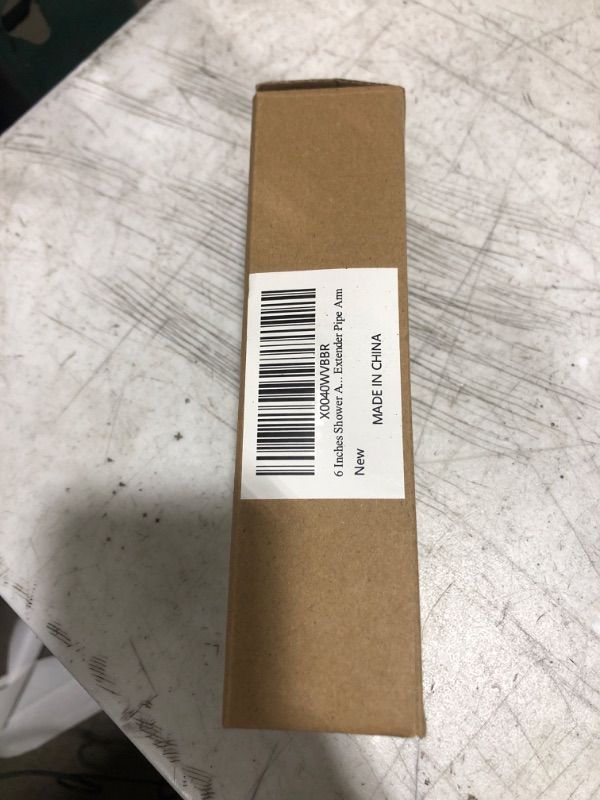 X0040WVBBR
6 Inches Shower A... Extender Pipe Arm
New
MADE IN CHINA